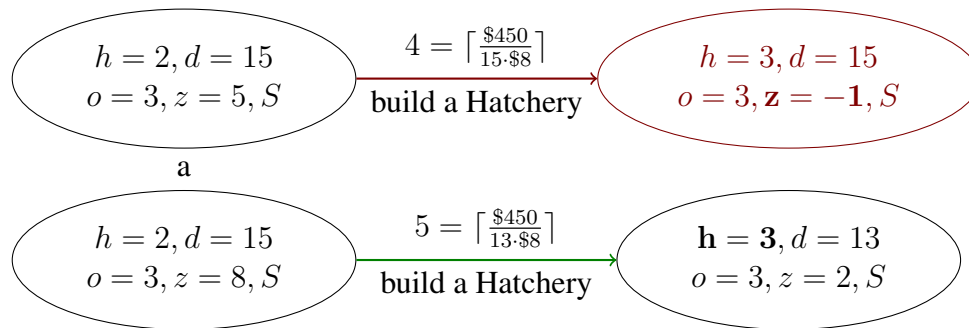 h = 2, d = 15
o = 3, z = 5, S
4 = ⌈$450/15·$8⌉
build a Hatchery
h = 3, d = 15
o = 3, z = −1, S
a
h = 2, d = 15
o = 3, z = 8, S
5 = ⌈$450/13·$8⌉
build a Hatchery
h = 3, d = 13
o = 3, z = 2, S